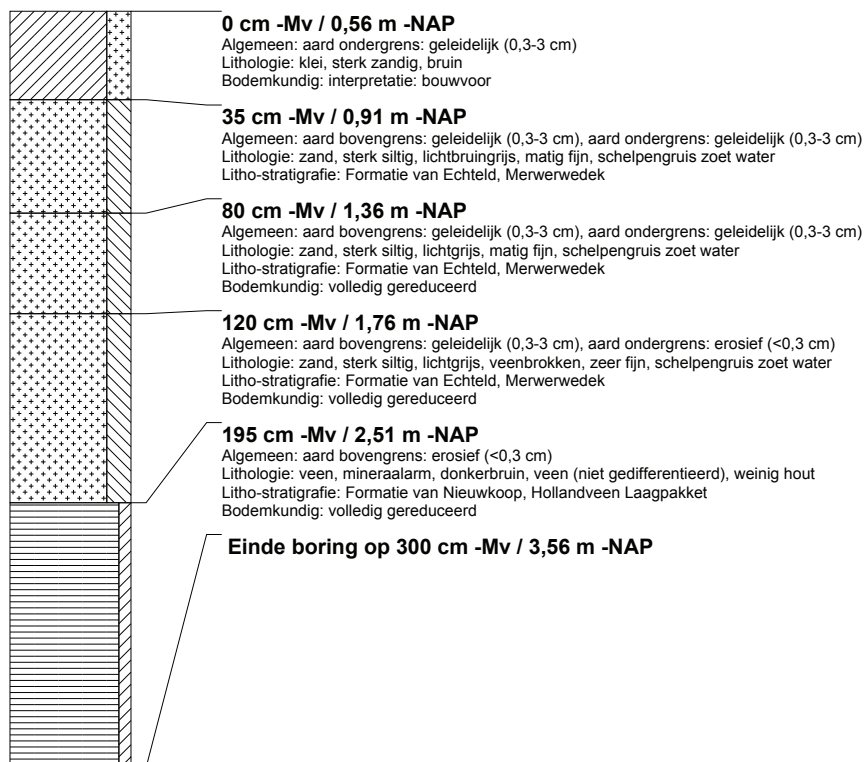 0 cm -Mv / 0,56 m -NAP
Algemeen: aard ondergrens: geleidelijk (0,3-3 cm)
Lithologie: klei, sterk zandig, bruin
Bodemkundig: interpretatie: bouwvoor
35 cm -Mv / 0,91 m -NAP
Algemeen: aard bovengrens: geleidelijk (0,3-3 cm), aard ondergrens: geleidelijk (0,3-3 cm)
Lithologie: zand, sterk siltig, lichtbruingrijs, matig fijn, schelpengruis zoet water
Litho-stratigrafie: Formatie van Echteld, Merwerwedek
80 cm -Mv / 1,36 m -NAP
Algemeen: aard bovengrens: geleidelijk (0,3-3 cm), aard ondergrens: geleidelijk (0,3-3 cm)
Lithologie: zand, sterk siltig, lichtgrijs, matig fijn, schelpengruis zoet water
Litho-stratigrafie: Formatie van Echteld, Merwerwedek
Bodemkundig: volledig gereduceerd
120 cm -Mv / 1,76 m -NAP
Algemeen: aard bovengrens: geleidelijk (0,3-3 cm), aard ondergrens: erosief (<0,3 cm)
Lithologie: zand, sterk siltig, lichtgrijs, veenbrokken, zeer fijn, schelpengruis zoet water
Litho-stratigrafie: Formatie van Echteld, Merwerwedek
Bodemkundig: volledig gereduceerd
195 cm -Mv / 2,51 m -NAP
Algemeen: aard bovengrens: erosief (<0,3 cm)
Lithologie: veen, mineraalarm, donkerbruin, veen (niet gedifferentieerd), weinig hout
Litho-stratigrafie: Formatie van Nieuwkoop, Hollandveen Laagpakket
Bodemkundig: volledig gereduceerd
Einde boring op 300 cm -Mv / 3,56 m -NAP